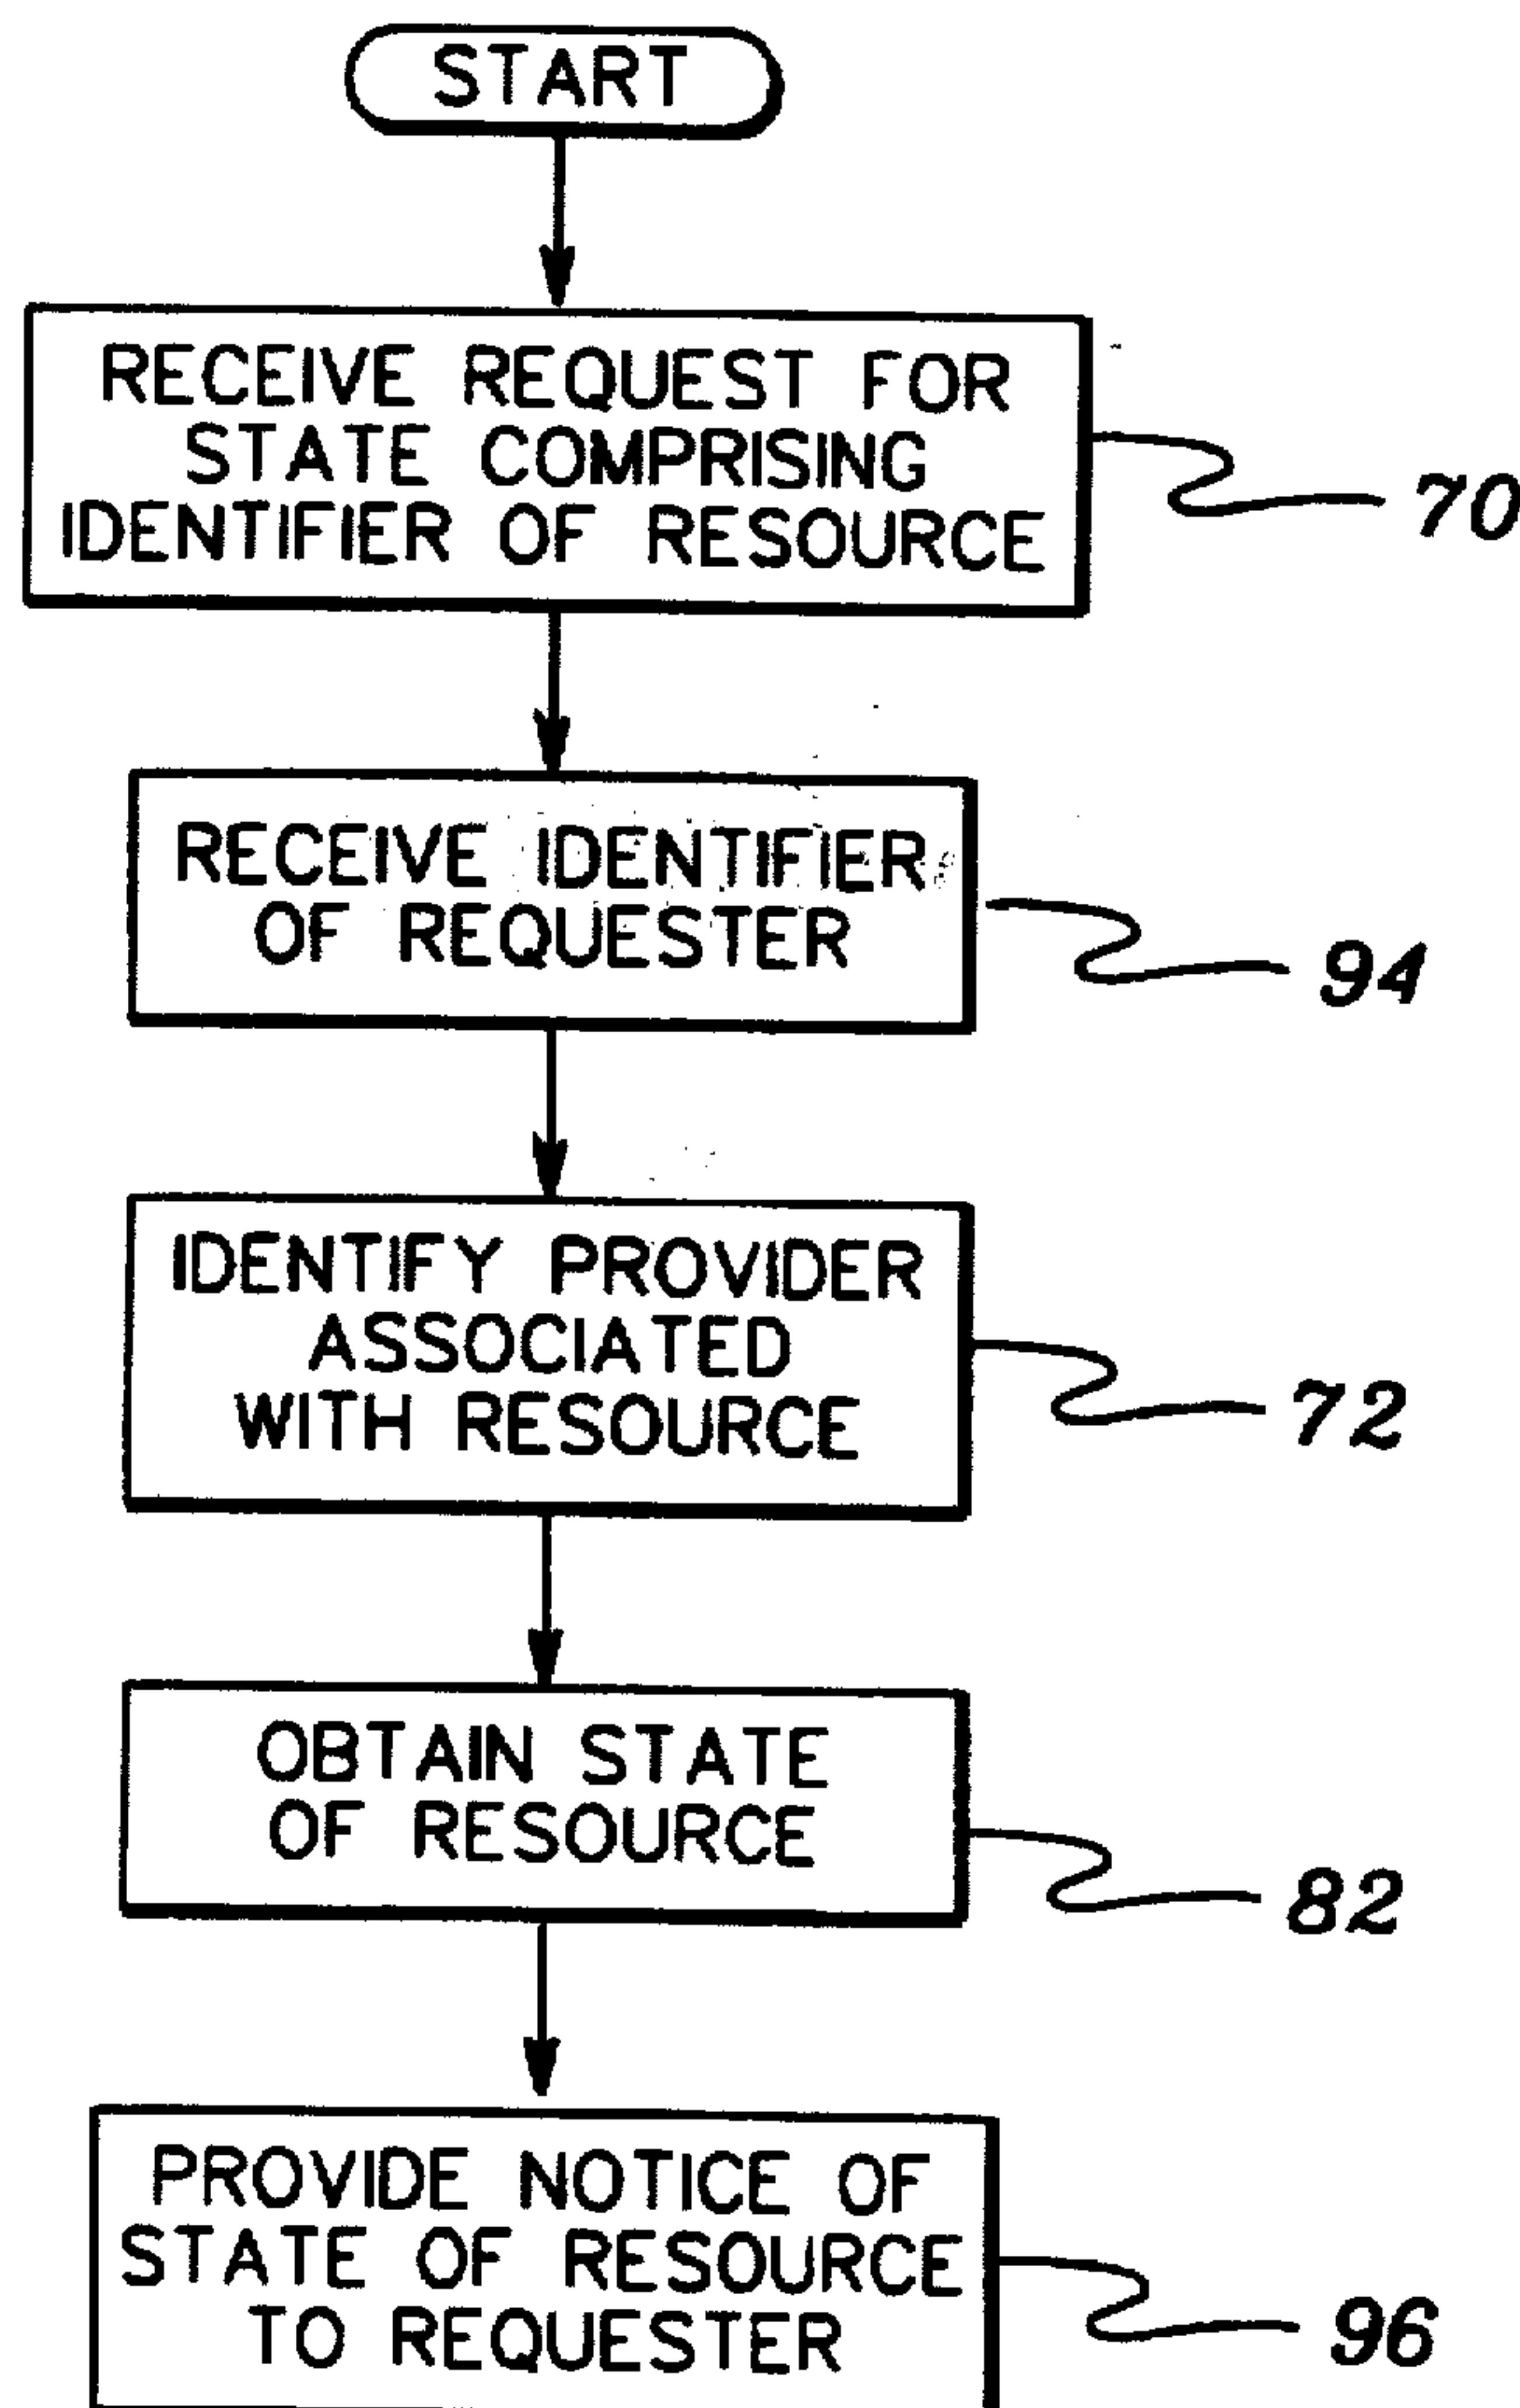 START
RECEIVE REQUEST FOR
STATE COMPRISING
IDENTIFIER OF RESOURCE
70
RECEIVE IDENTIFIER
OF REQUESTER
94
IDENTIFY PROVIDER
ASSOCIATED
WITH RESOURCE
72
OBTAIN STATE
OF RESOURCE
82
PROVIDE NOTICE OF
STATE OF RESOURCE
TO REQUESTER
96